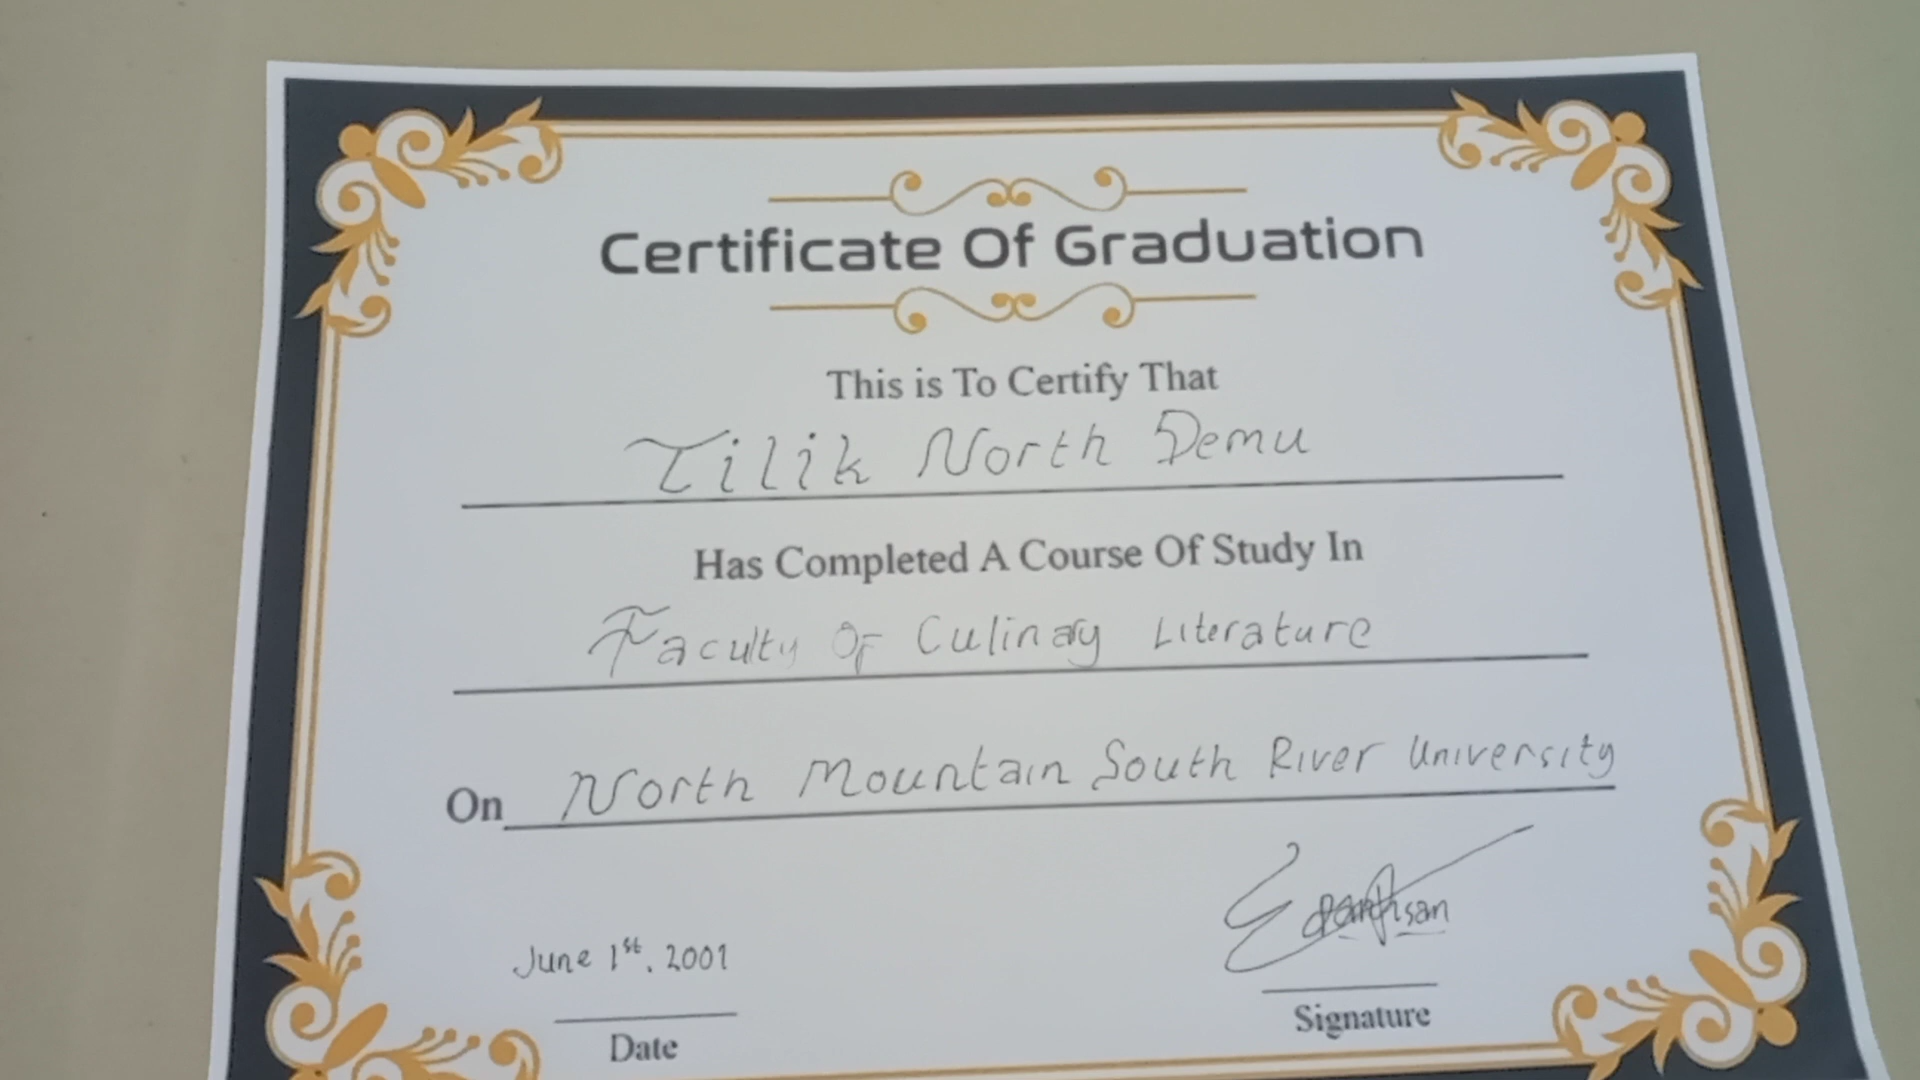 Certificate Of Graduation
This is To Certify That
Tilik North Demu
Has Completed A Course Of Study In
Faculty Of Culinary Literature
On North Mountain South River University
June 1st, 2001
Date
Signature